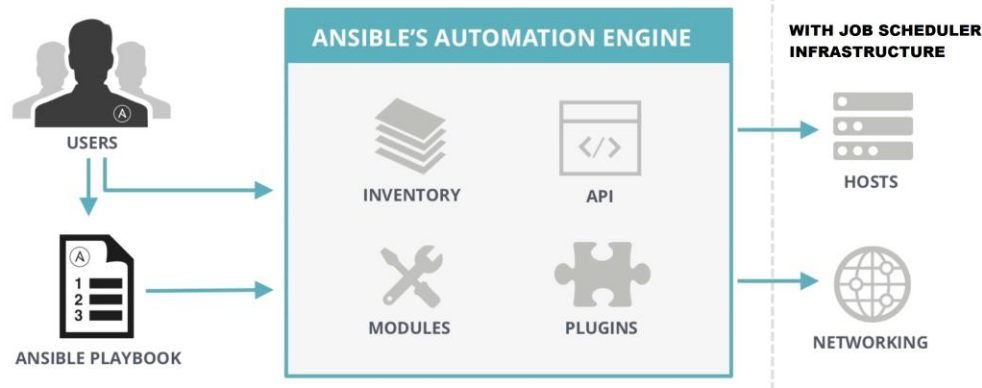 ANSIBLE'S AUTOMATION ENGINE
WITH JOB SCHEDULER
INFRASTRUCTURE
A
USERS
INVENTORY
</>
API
HOSTS
A
1
2
3
ANSIBLE PLAYBOOK
MODULES
PLUGINS
NETWORKING